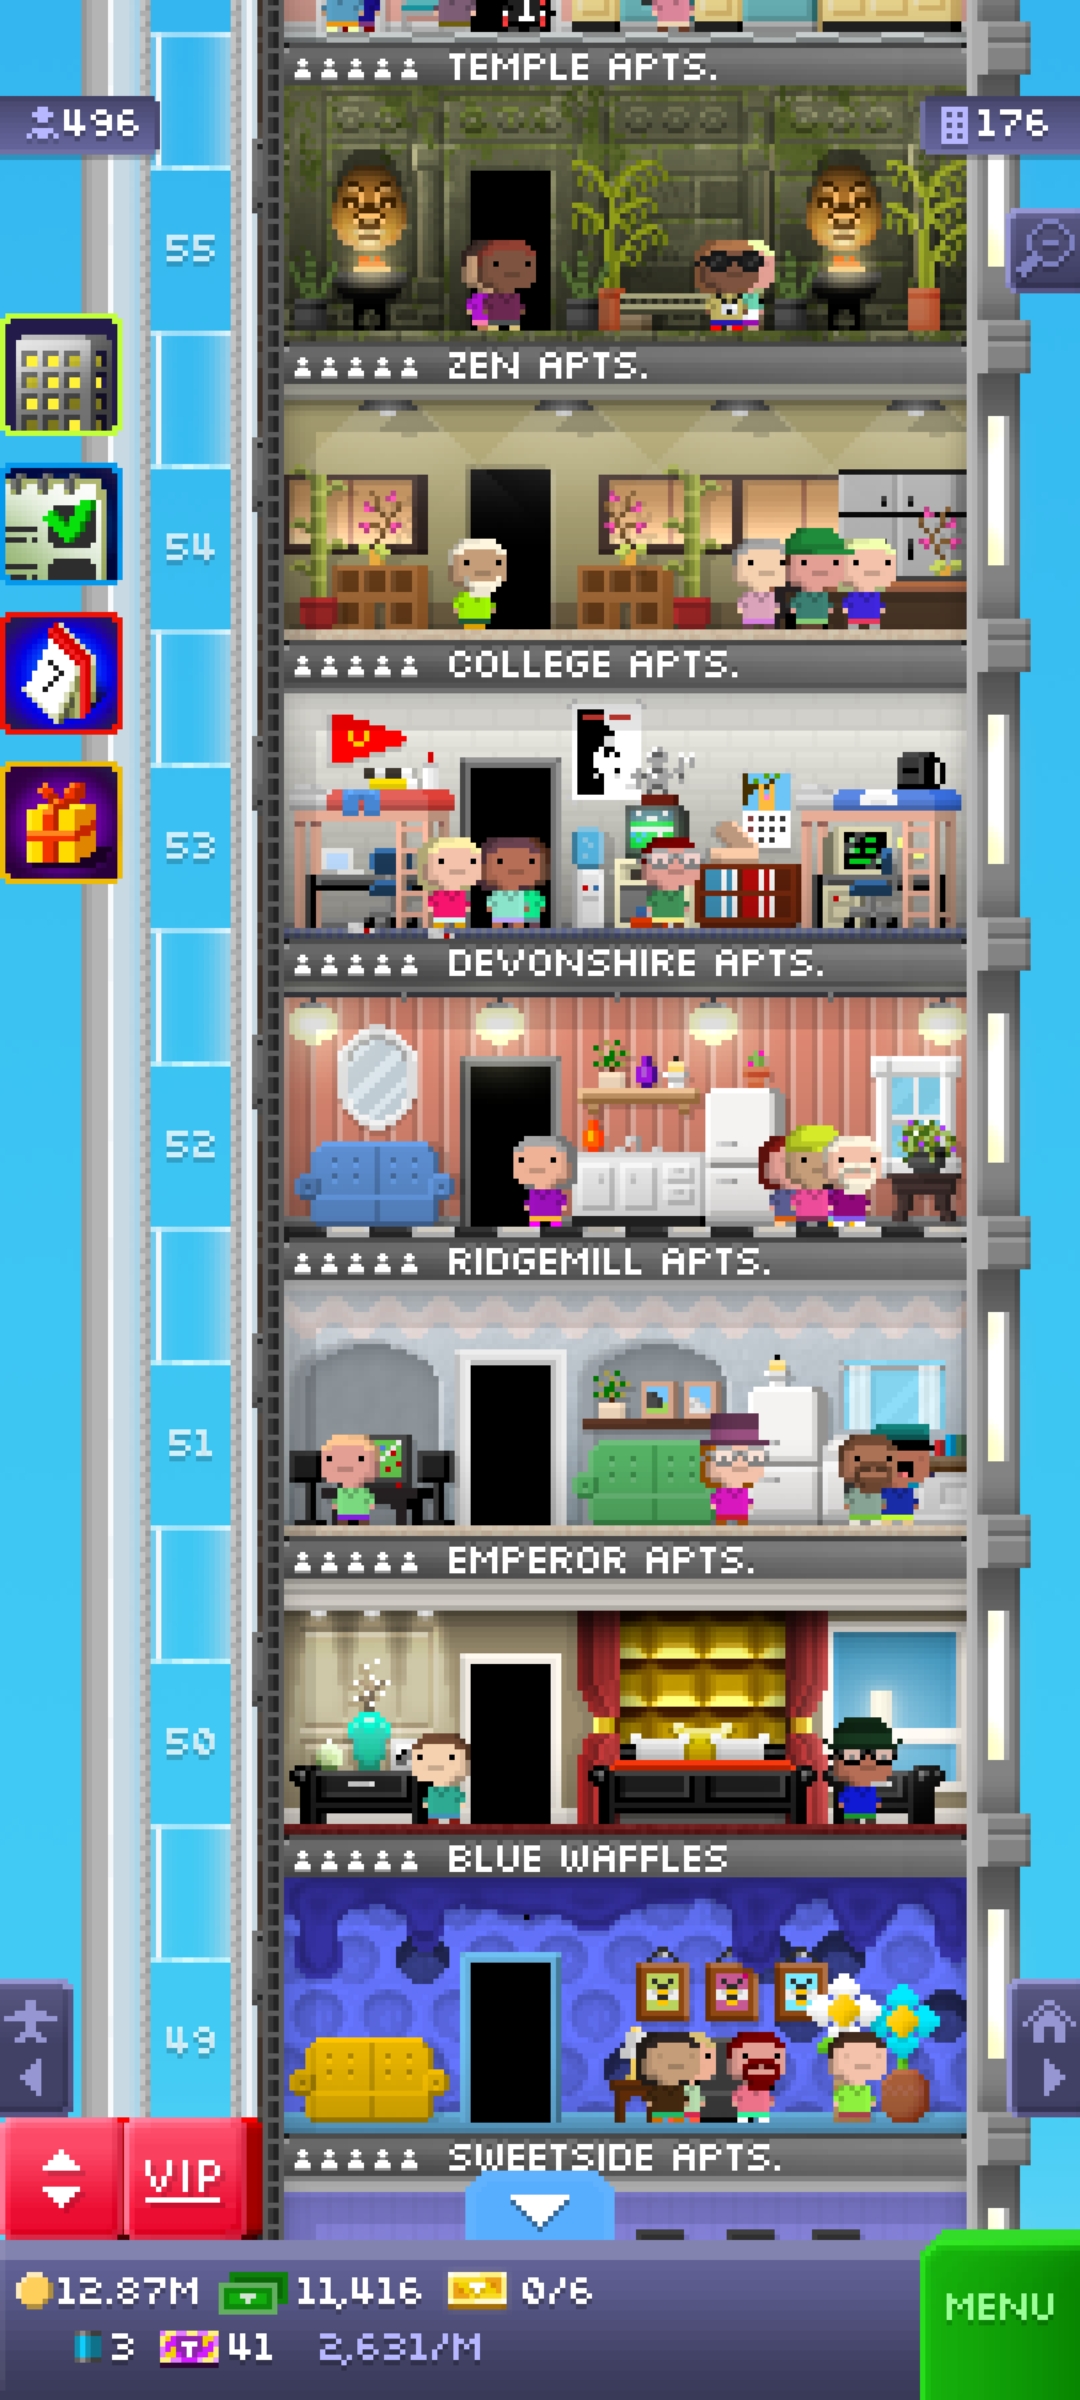 TEMPLE APTS.
496
176
55
ZEN APTS.
54
COLLEGE APTS.
7
53
DEVONSHIRE APTS.
52
RIDGEMILL APTS.
51
EMPEROR APTS.
50
BLUE WAFFLES
49
SWEETSIDE APTS.
VIP
12.87M 11,416 0/6
MENU
3 T 41 2,631/M